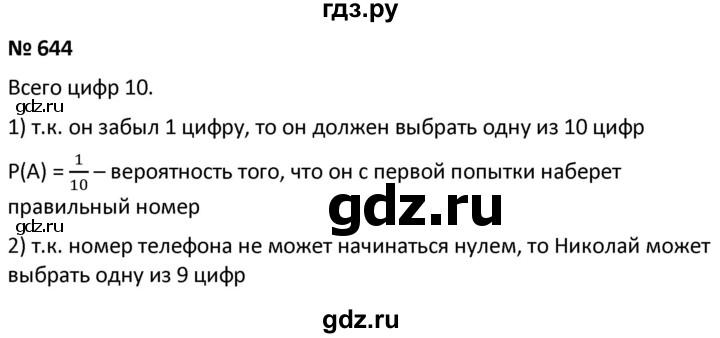 гдз.ру
№ 644
Всего цифр 10.
gdz.ru
gdz.ru
1) т.к. он забыл 1 цифру, то он должен выбрать одну из 10 цифр
P(A) = 1/10 – вероятность того, что он с первой попытки наберет
правильный номер
gdz.ru
2) т.к. номер телефона не может начинаться нулем, то Николай может
выбрать одну из 9 цифр
gdz.ru